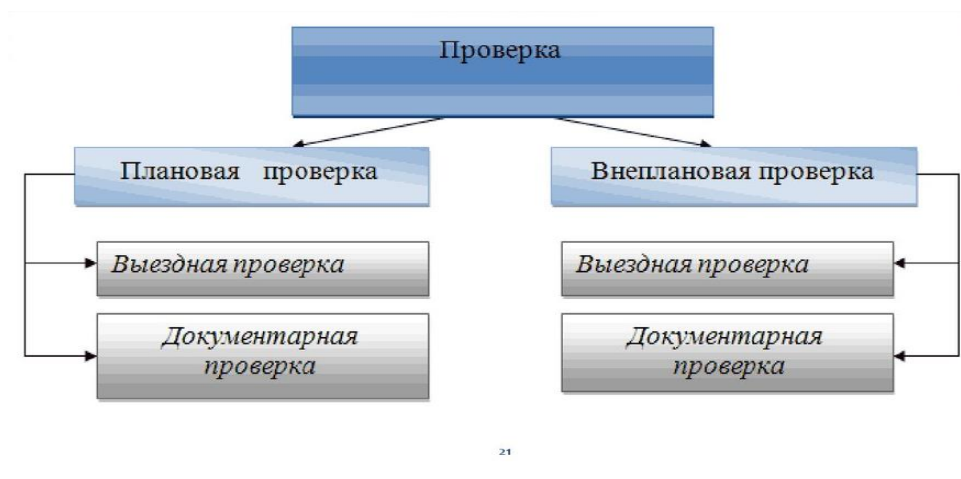 Проверка
Плановая проверка
Внеплановая проверка
Выездная проверка
Выездная проверка
Документарная
проверка
Документарная
проверка
21